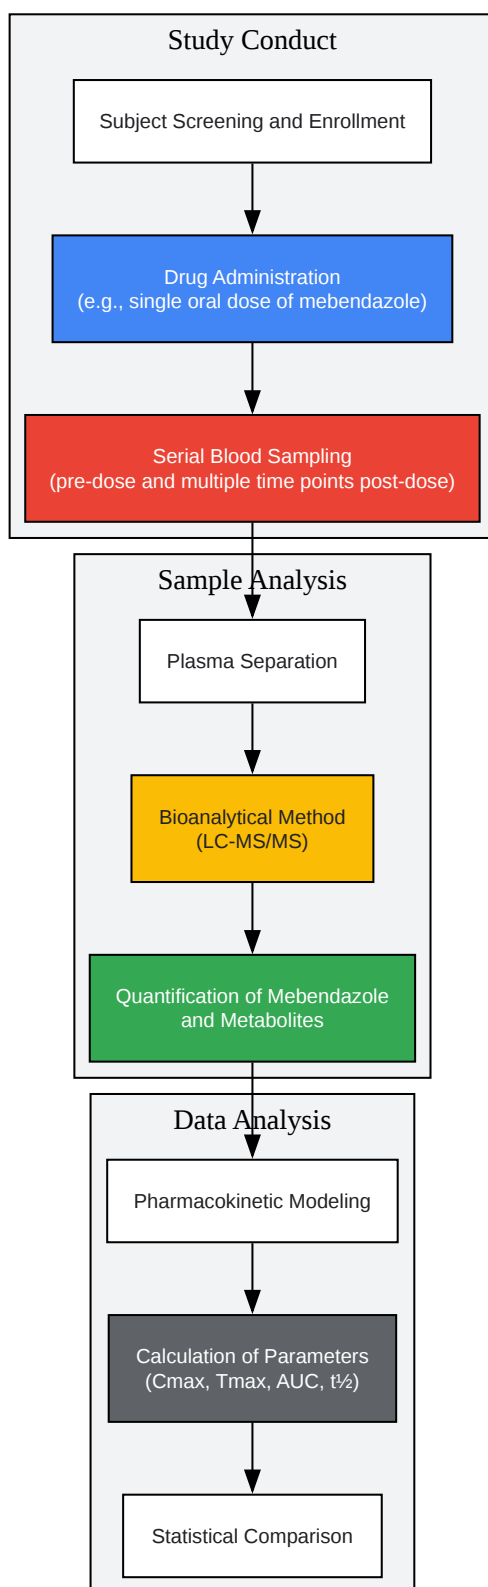 Study Conduct
Subject Screening and Enrollment
Drug Administration
(e.g., single oral dose of mebendazole)
Serial Blood Sampling
(pre-dose and multiple time points post-dose)
Sample Analysis
Plasma Separation
Bioanalytical Method
(LC-MS/MS)
Quantification of Mebendazole
and Metabolites
Data Analysis
Pharmacokinetic Modeling
Calculation of Parameters
(Cmax, Tmax, AUC, t½)
Statistical Comparison